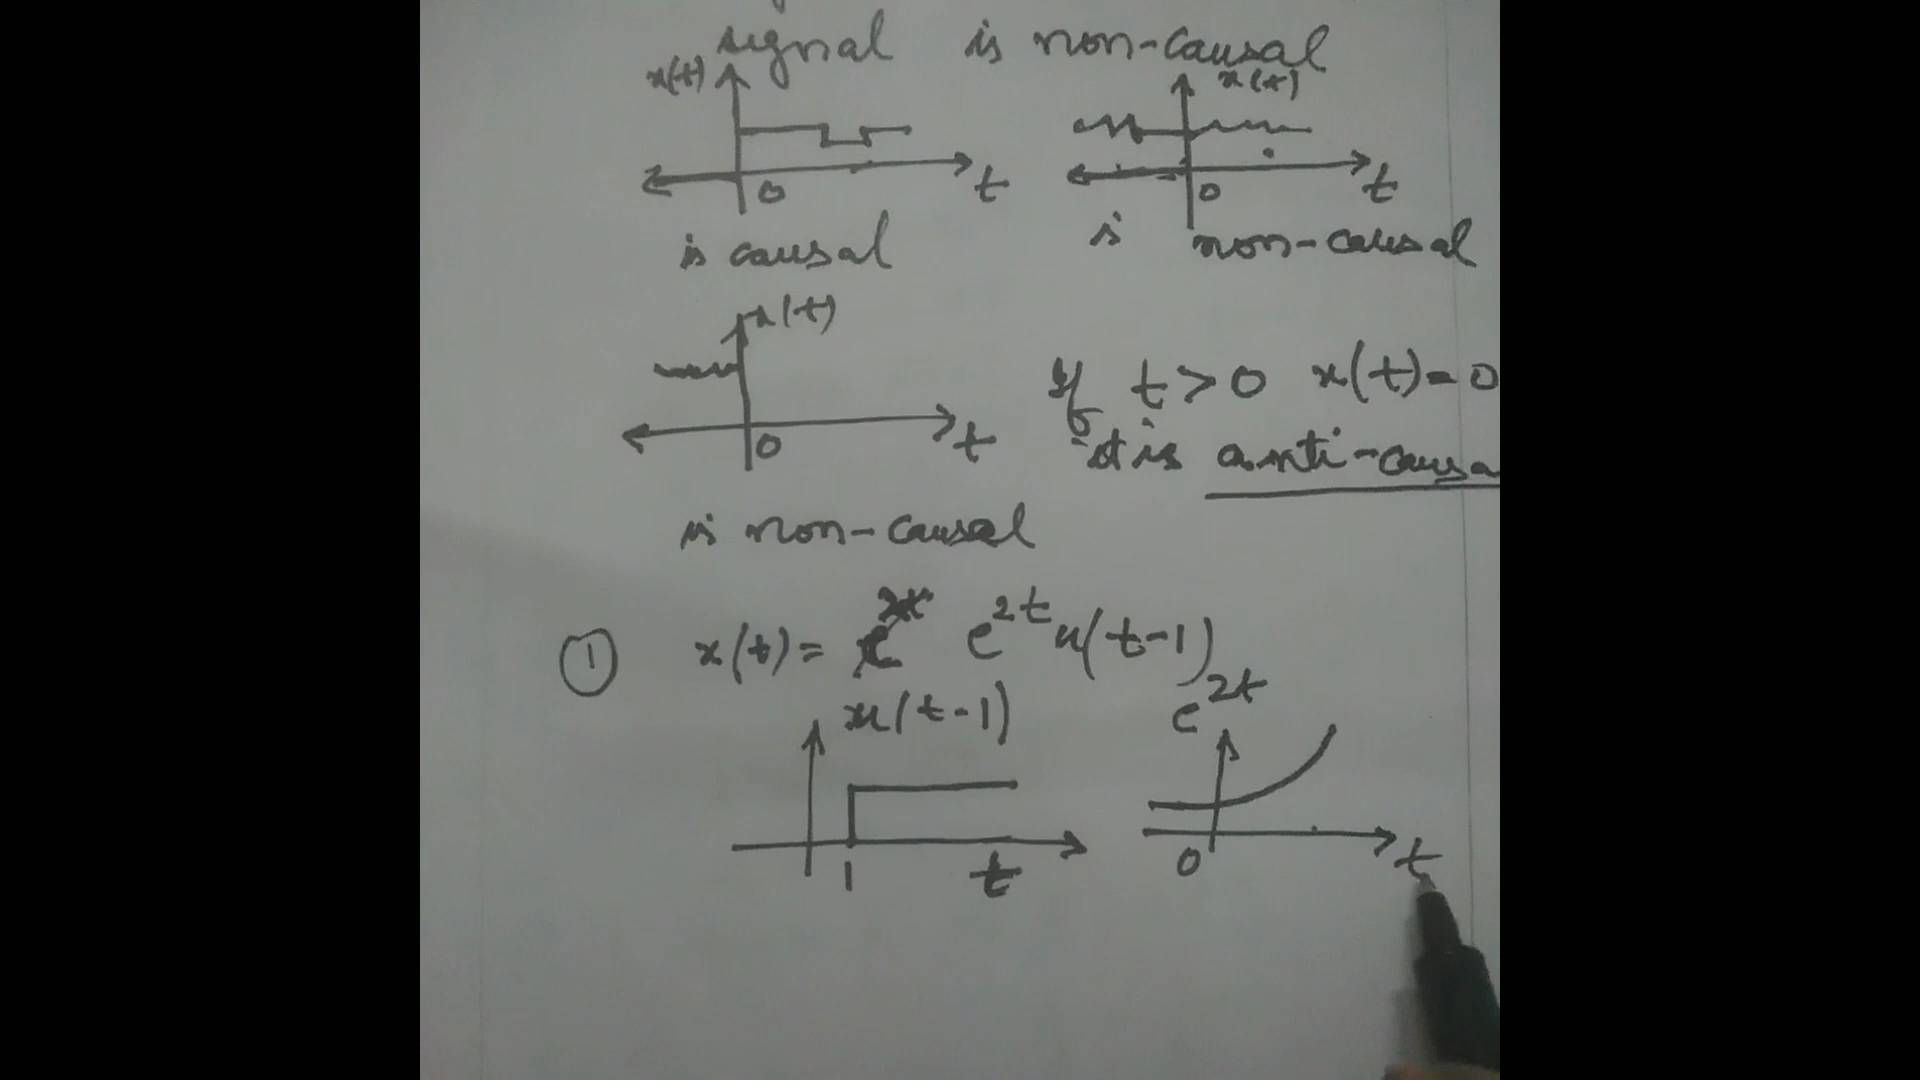 signal is non-causal
x(t) x(t)
0 t 0 t
is causal is non-causal
x(t)
If t > 0 x(t) = 0
0 t it is anti-causa
is non-causal
① x(t) = e^{2t} u(t-1)
u(t-1) e^{2t}
1 t 0 t